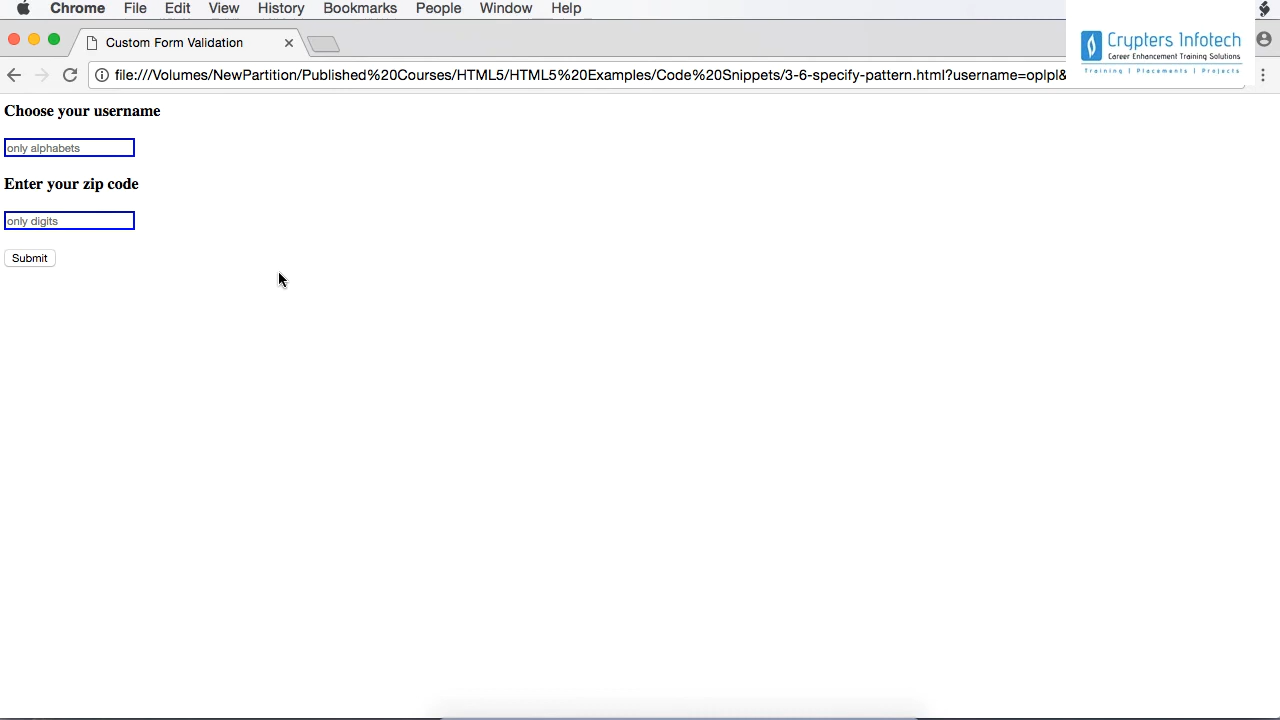 Chrome File Edit View History Bookmarks People Window Help
Custom Form Validation
file:///Volumes/NewPartition/Published%20Courses/HTML5/HTML5%20Examples/Code%20Snippets/3-6-specify-pattern.html?username=oplpl&
Crypters Infotech
Career Enhancement Training Solutions
Training | Placements | Projects
Choose your username
only alphabets
Enter your zip code
only digits
Submit